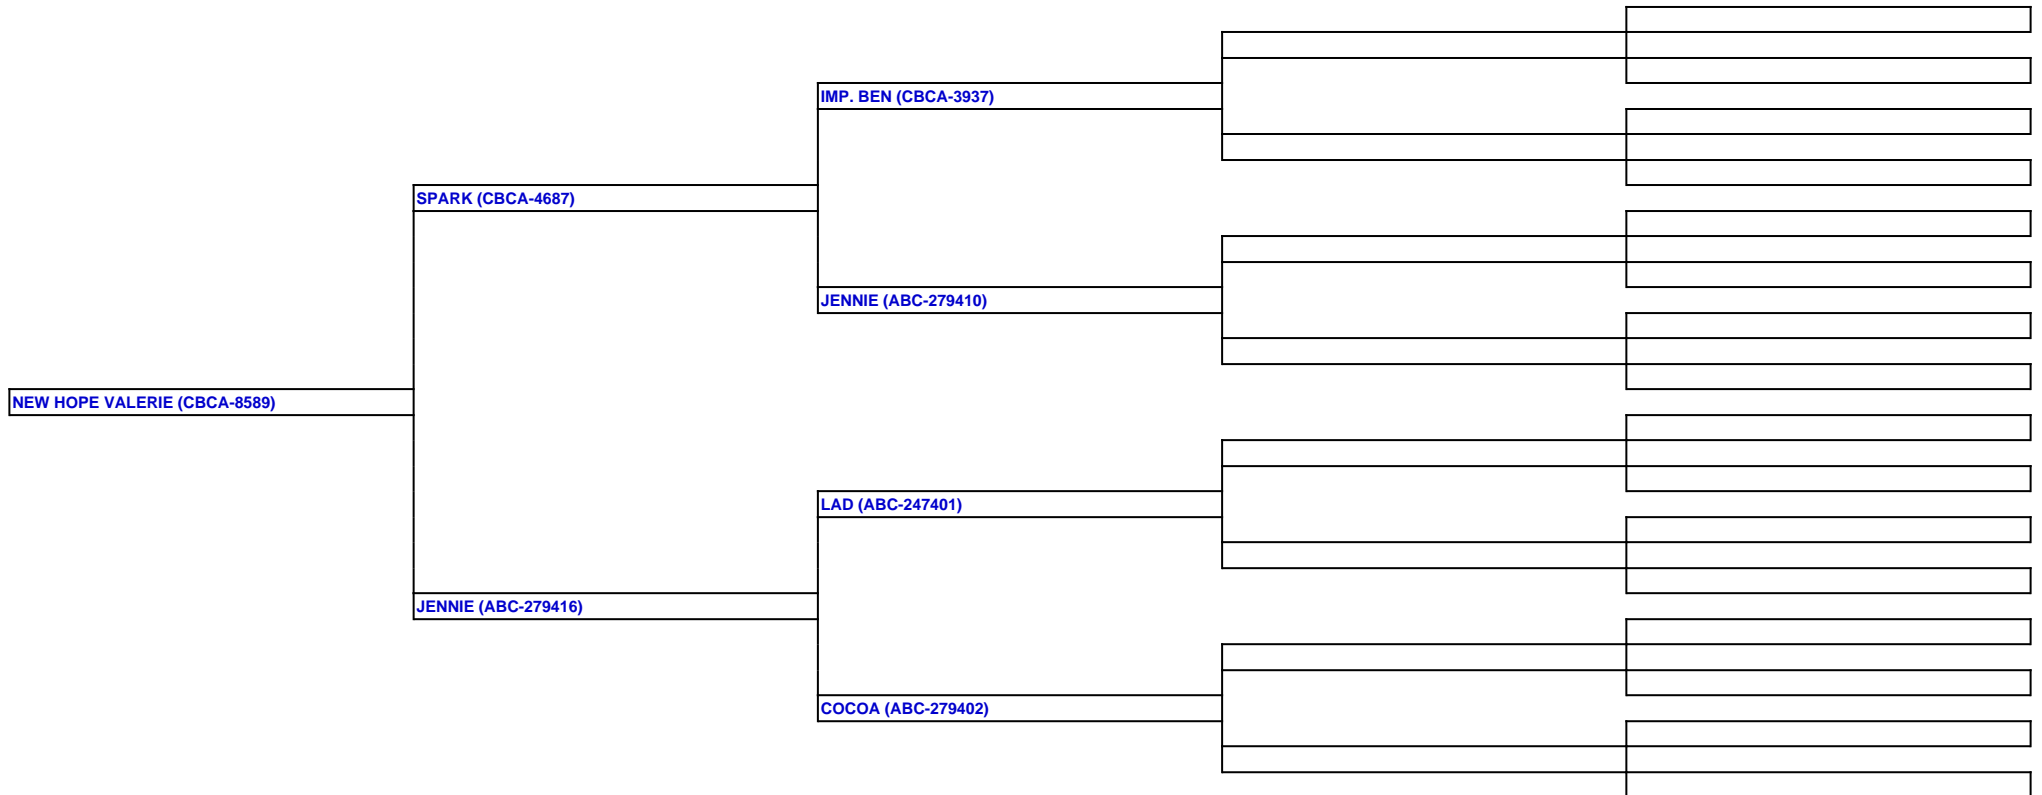 IMP. BEN (CBCA-3937)
SPARK (CBCA-4687)
JENNIE (ABC-279410)
NEW HOPE VALERIE (CBCA-8589)
LAD (ABC-247401)
JENNIE (ABC-279416)
COCOA (ABC-279402)